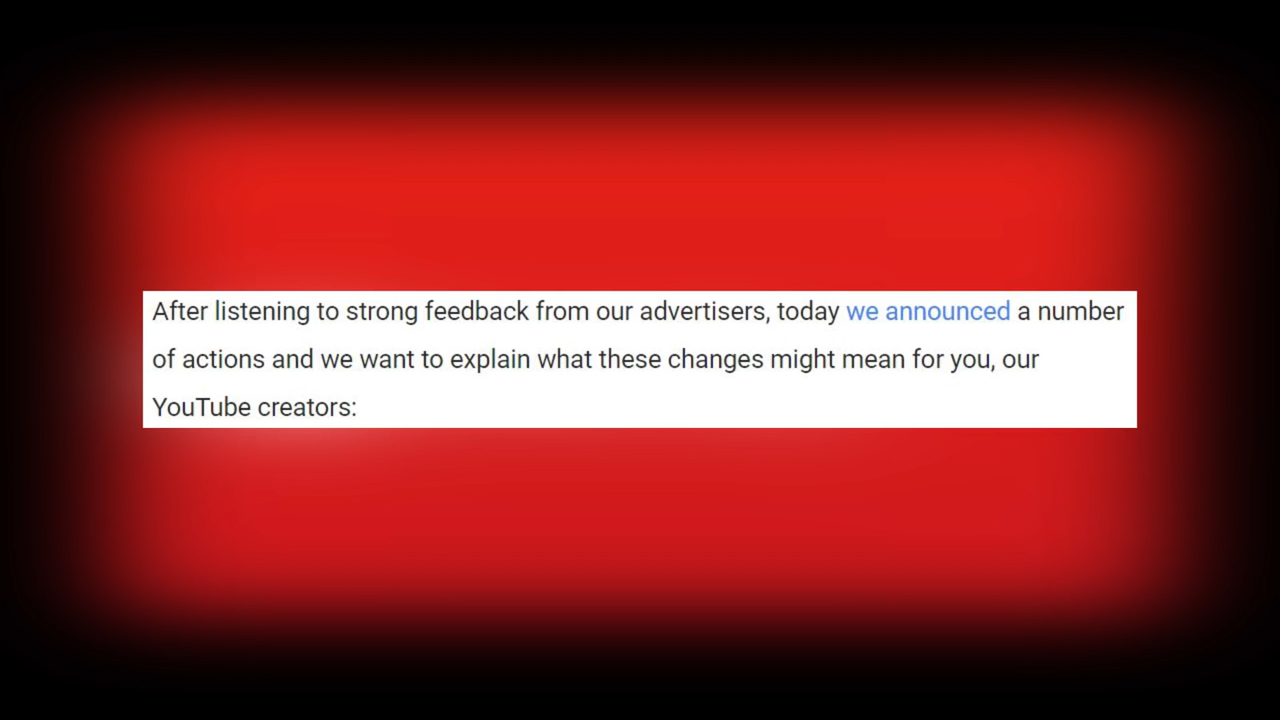 After listening to strong feedback from our advertisers, today we announced a number
of actions and we want to explain what these changes might mean for you, our
YouTube creators: